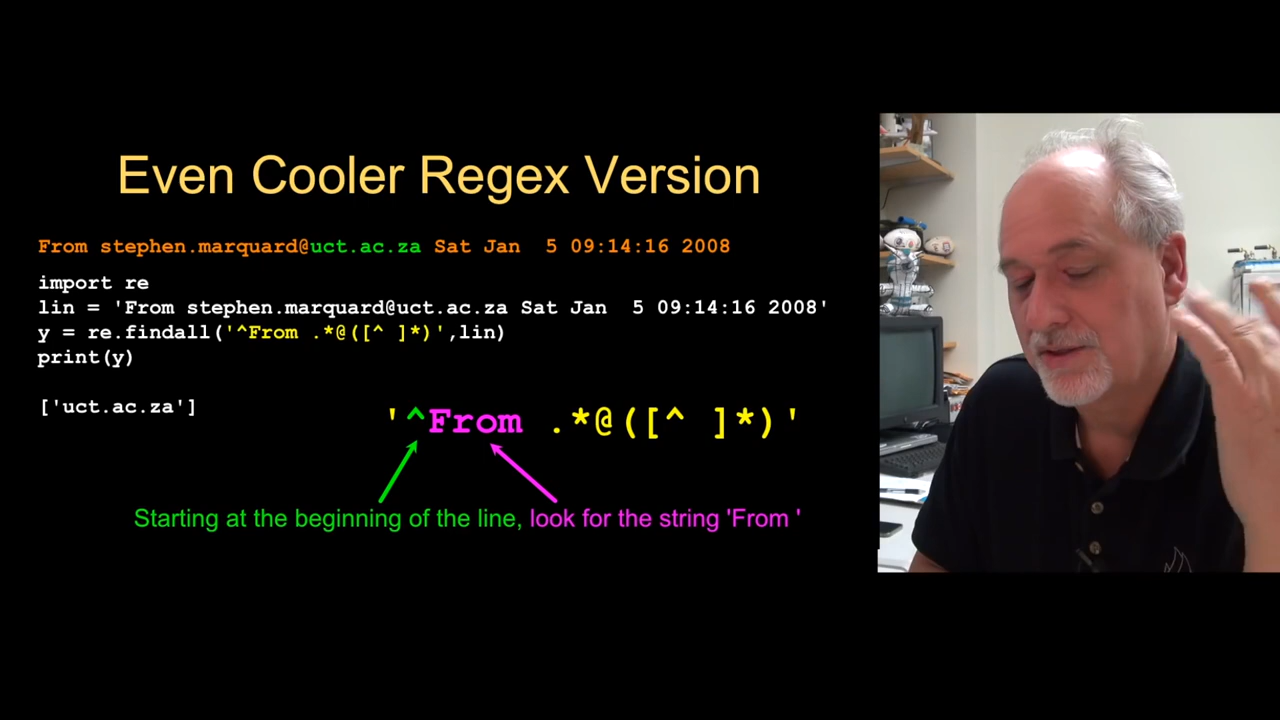 Even Cooler Regex Version
From stephen.marquard@uct.ac.za Sat Jan  5 09:14:16 2008
import re
lin = 'From stephen.marquard@uct.ac.za Sat Jan  5 09:14:16 2008'
y = re.findall('^From .*@([^ ]*)',lin)
print(y)
['uct.ac.za']
'^From .*@([^ ]*)'
Starting at the beginning of the line, look for the string 'From '